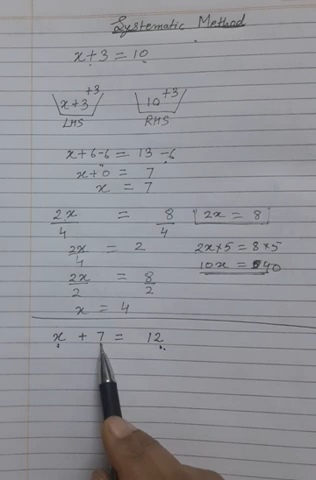 Systematic Method
x + 3 = 10
x+3 +3 10 +3
LHS RHS
x + 6 - 6 = 13 - 6
x + 0 = 7
x = 7
2x/4 = 8/4 [2x = 8]
2x/4 = 2 2x × 5 = 8 × 5
2x/2 = 8/2 10x = 40
x = 4
x + 7 = 12